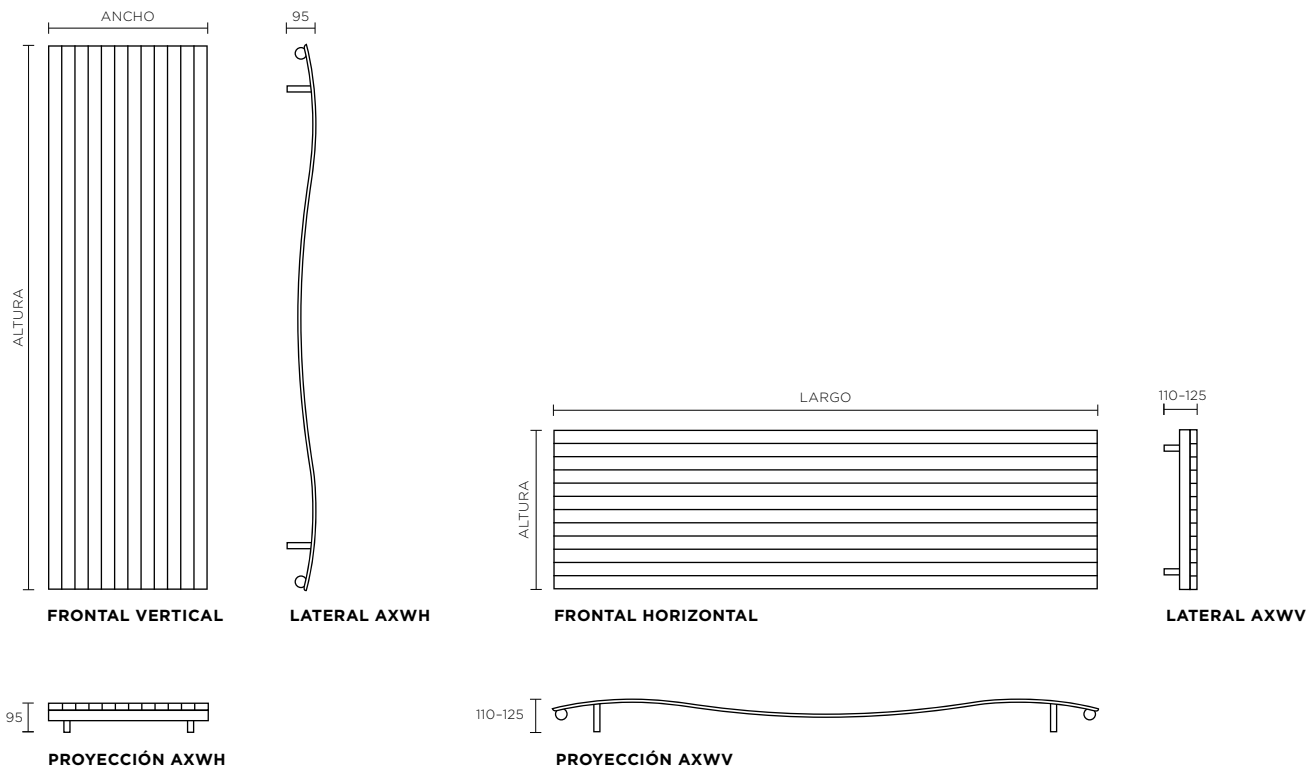 ANCHO
95
ALTURA
FRONTAL VERTICAL
LATERAL AXWH
LARGO
110-125
ALTURA
FRONTAL HORIZONTAL
LATERAL AXWV
95
PROYECCIÓN AXWH
110-125
PROYECCIÓN AXWV